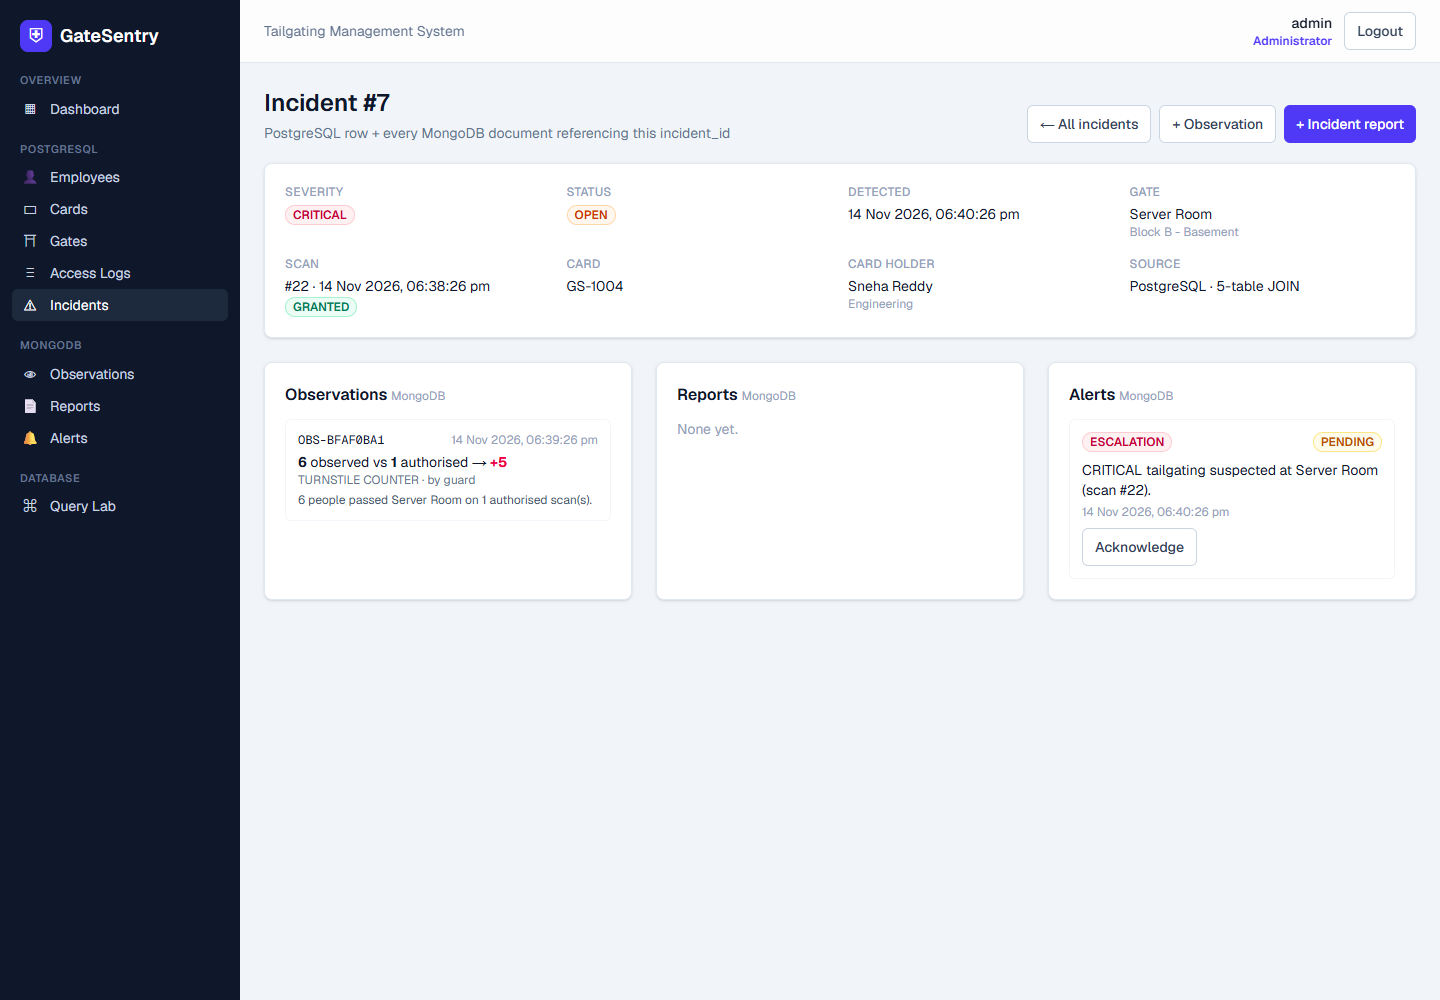 GateSentry
OVERVIEW
Dashboard
POSTGRESQL
Employees
Cards
Gates
Access Logs
Incidents
MONGODB
Observations
Reports
Alerts
DATABASE
Query Lab
Tailgating Management System
admin
Administrator
Logout
Incident #7
PostgreSQL row + every MongoDB document referencing this incident_id
← All incidents
+ Observation
+ Incident report
SEVERITY
CRITICAL
STATUS
OPEN
DETECTED
14 Nov 2026, 06:40:26 pm
GATE
Server Room
Block B - Basement
SCAN
#22 · 14 Nov 2026, 06:38:26 pm
GRANTED
CARD
GS-1004
CARD HOLDER
Sneha Reddy
Engineering
SOURCE
PostgreSQL · 5-table JOIN
Observations MongoDB
OBS-BFAF0BA1 14 Nov 2026, 06:39:26 pm
6 observed vs 1 authorised → +5
TURNSTILE COUNTER · by guard
6 people passed Server Room on 1 authorised scan(s).
Reports MongoDB
None yet.
Alerts MongoDB
ESCALATION PENDING
CRITICAL tailgating suspected at Server Room
(scan #22).
14 Nov 2026, 06:40:26 pm
Acknowledge